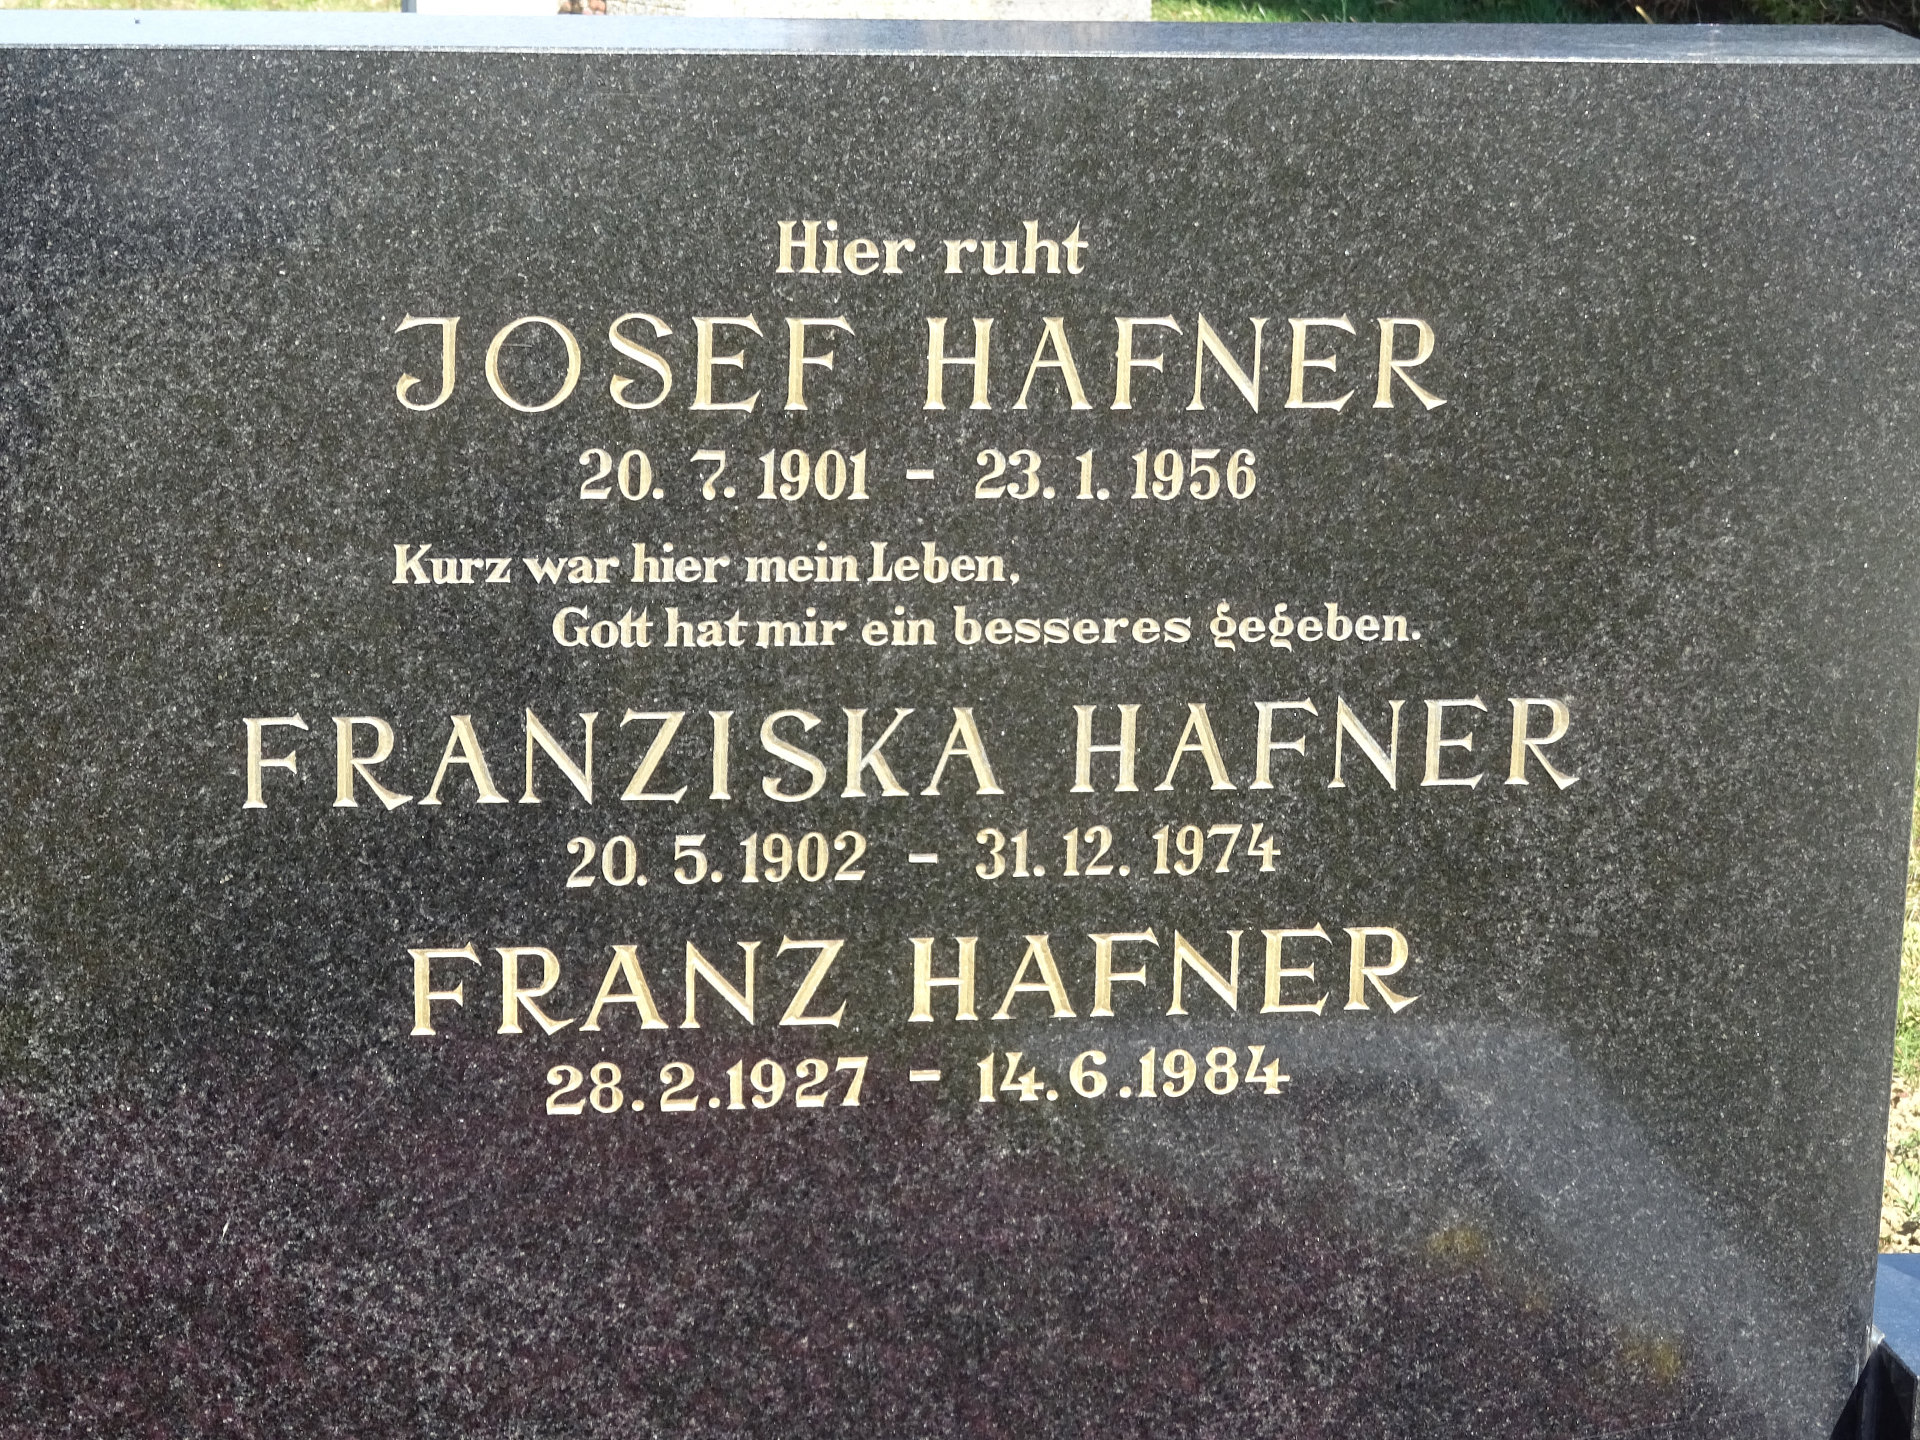 Hier ruht
JOSEF HAFNER
20. 7. 1901 - 23. 1. 1956
Kurz war hier mein Leben,
Gott hat mir ein besseres gegeben.
FRANZISKA HAFNER
20. 5. 1902 - 31. 12. 1974
FRANZ HAFNER
28. 2. 1927 - 14. 6. 1984